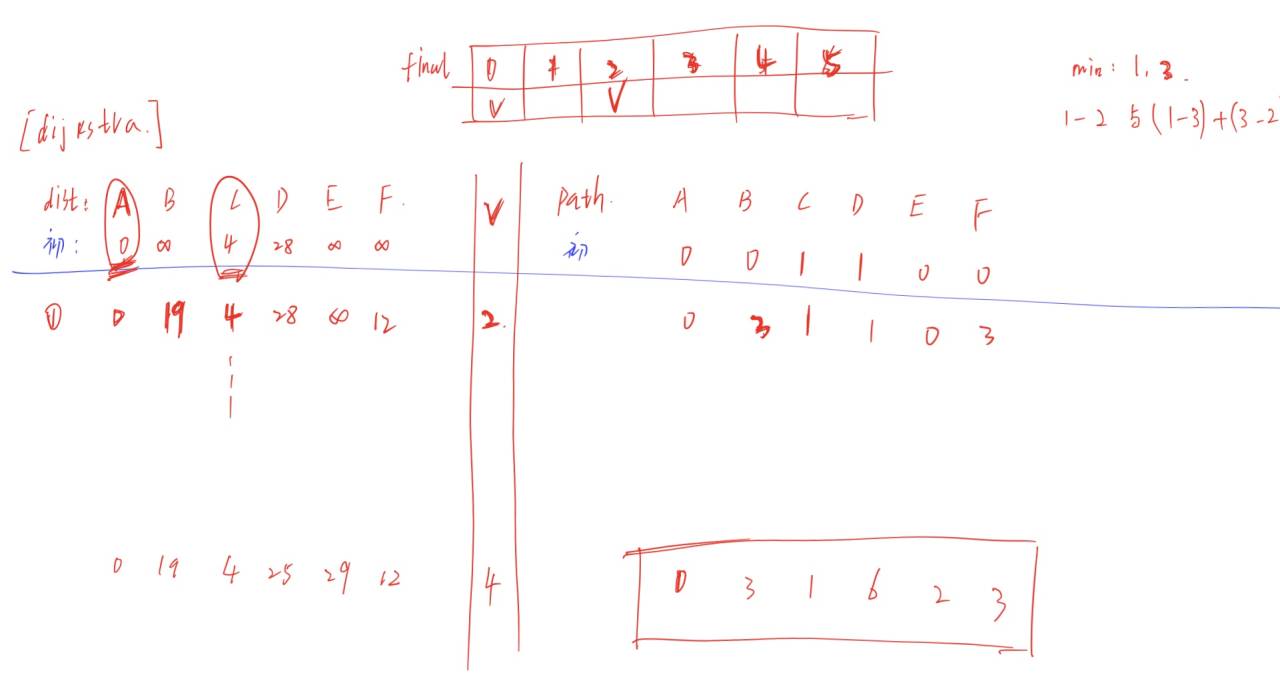 final 0 1 2 3 4 5
V V
min: 1, 3.
1-2 与 (1-3)+(3-2
[dijkstra.]
dist: A B C D E F. V Path. A B C D E F
初: 0 ∞ 4 28 ∞ ∞ 初 0 0 1 1 0 0
① 0 19 4 28 ∞ 12 2. 0 3 1 1 0 3
0 19 4 25 29 12 4 0 3 1 6 2 3